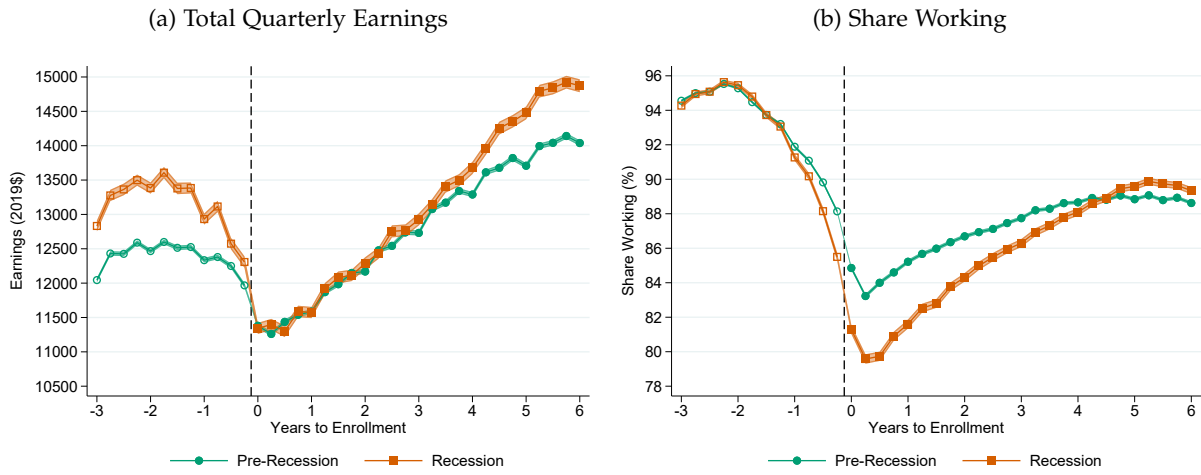 (a) Total Quarterly Earnings
15000
14500
14000
13500
13000
12500
12000
11500
11000
10500
Earnings (2019$)
-3 -2 -1 0 1 2 3 4 5 6
Years to Enrollment
Pre-Recession Recession
(b) Share Working
96
94
92
90
88
86
84
82
80
78
Share Working (%)
-3 -2 -1 0 1 2 3 4 5 6
Years to Enrollment
Pre-Recession Recession